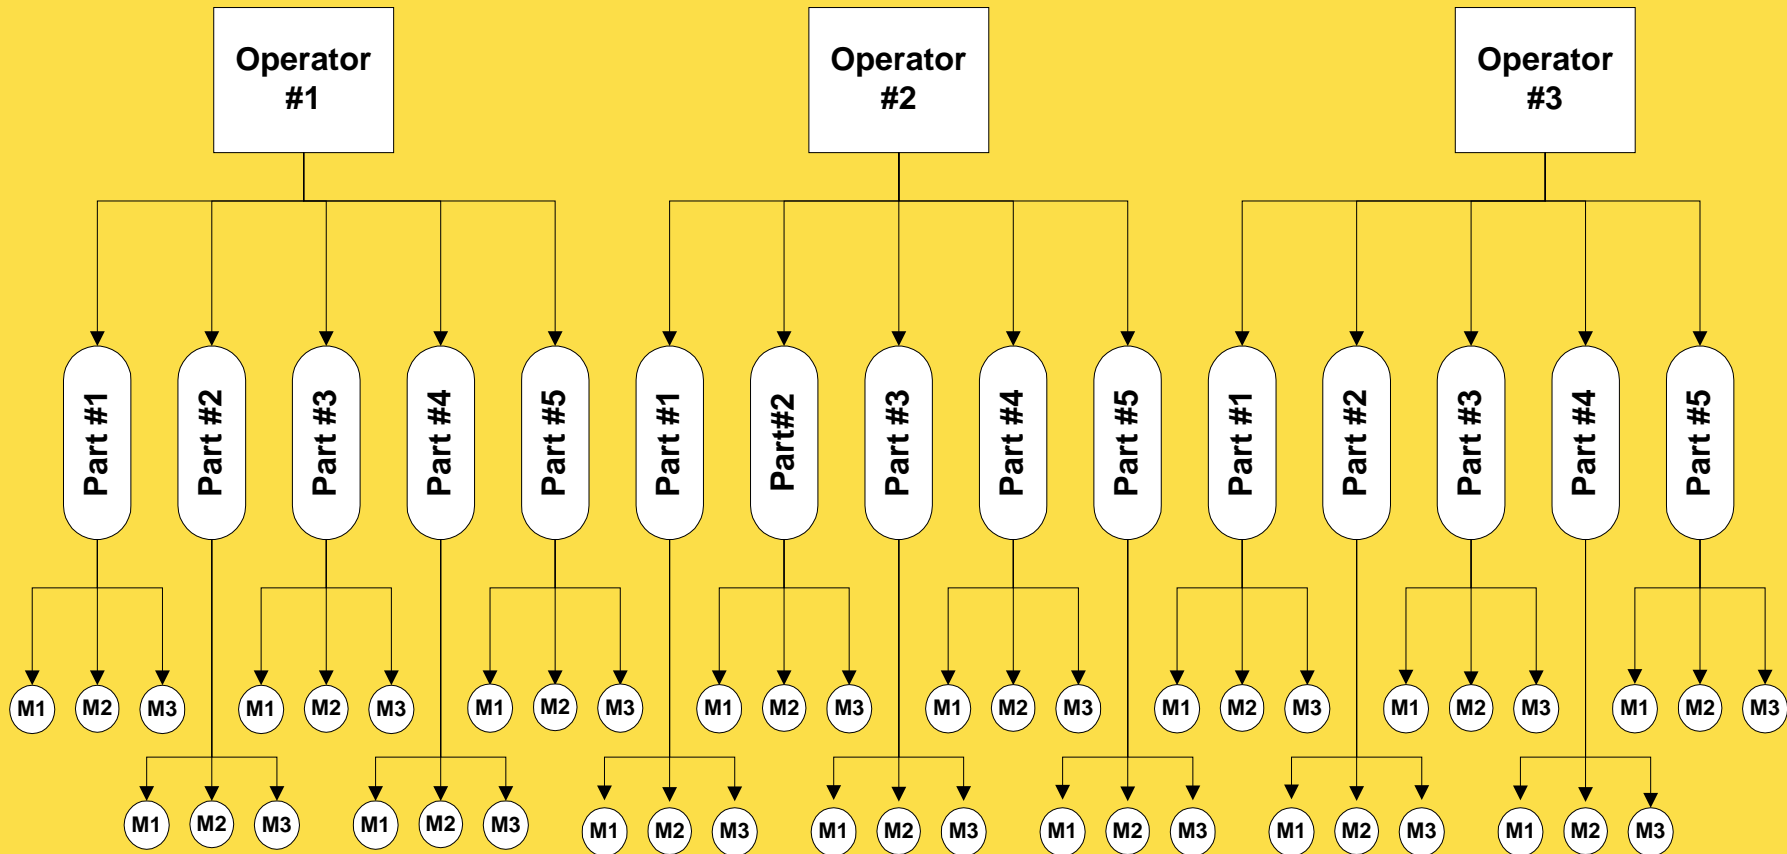 Operator
#1
Operator
#2
Operator
#3
Part #1
Part #2
Part #3
Part #4
Part #5
Part #1
Part#2
Part #3
Part #4
Part #5
Part #1
Part #2
Part #3
Part #4
Part #5
M1 M2 M3 M1 M2 M3 M1 M2 M3 M1 M2 M3 M1 M2 M3 M1 M2 M3 M1 M2 M3 M1 M2 M3
M1 M2 M3 M1 M2 M3 M1 M2 M3 M1 M2 M3 M1 M2 M3 M1 M2 M3 M1 M2 M3